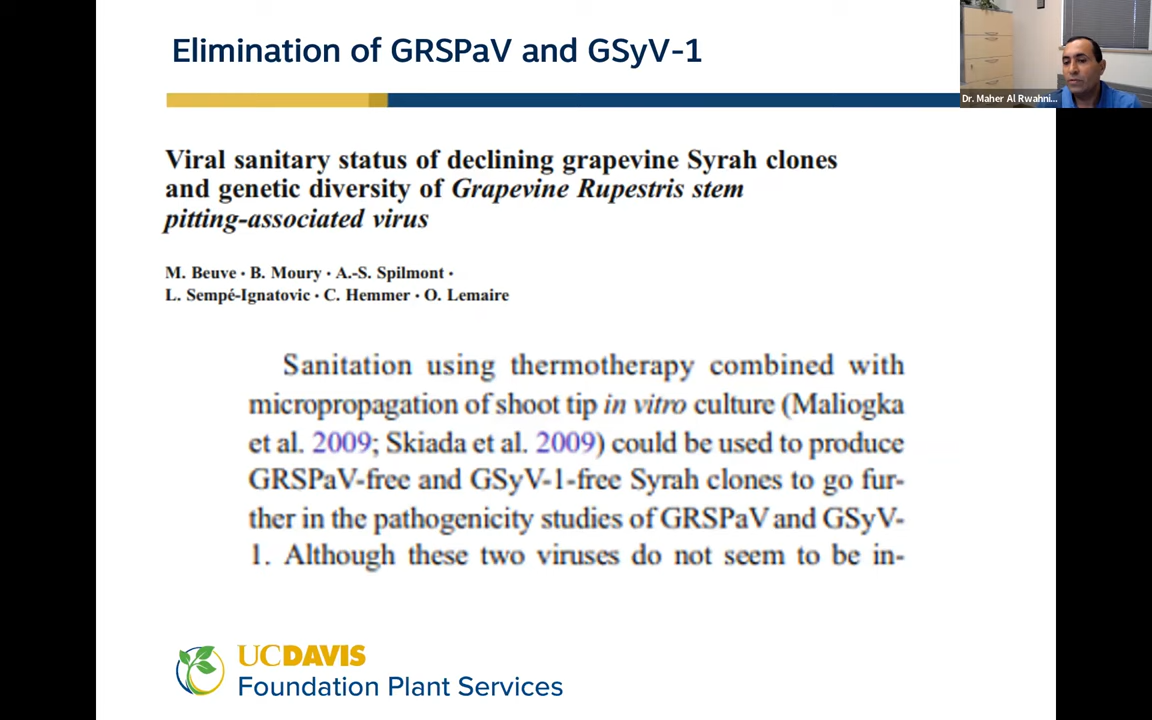 Elimination of GRSPaV and GSyV-1
Dr. Maher Al Rwahni...
Viral sanitary status of declining grapevine Syrah clones
and genetic diversity of Grapevine Rupestris stem
pitting-associated virus
M. Beuve · B. Moury · A.-S. Spilmont ·
L. Sempé-Ignatovic · C. Hemmer · O. Lemaire
Sanitation using thermotherapy combined with
micropropagation of shoot tip in vitro culture (Maliogka
et al. 2009; Skiada et al. 2009) could be used to produce
GRSPaV-free and GSyV-1-free Syrah clones to go fur-
ther in the pathogenicity studies of GRSPaV and GSyV-
1. Although these two viruses do not seem to be in-
UCDAVIS
Foundation Plant Services